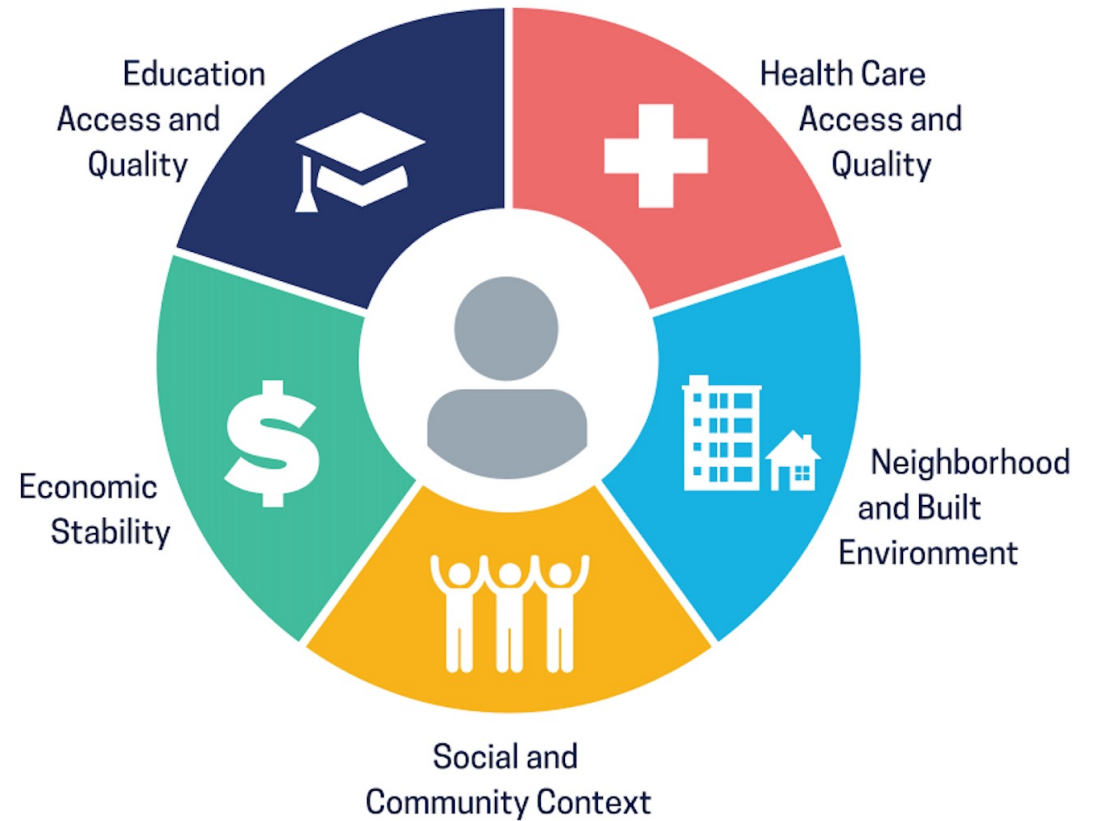 Education
Access and
Quality
Health Care
Access and
Quality
Economic
Stability
Neighborhood
and Built
Environment
Social and
Community Context